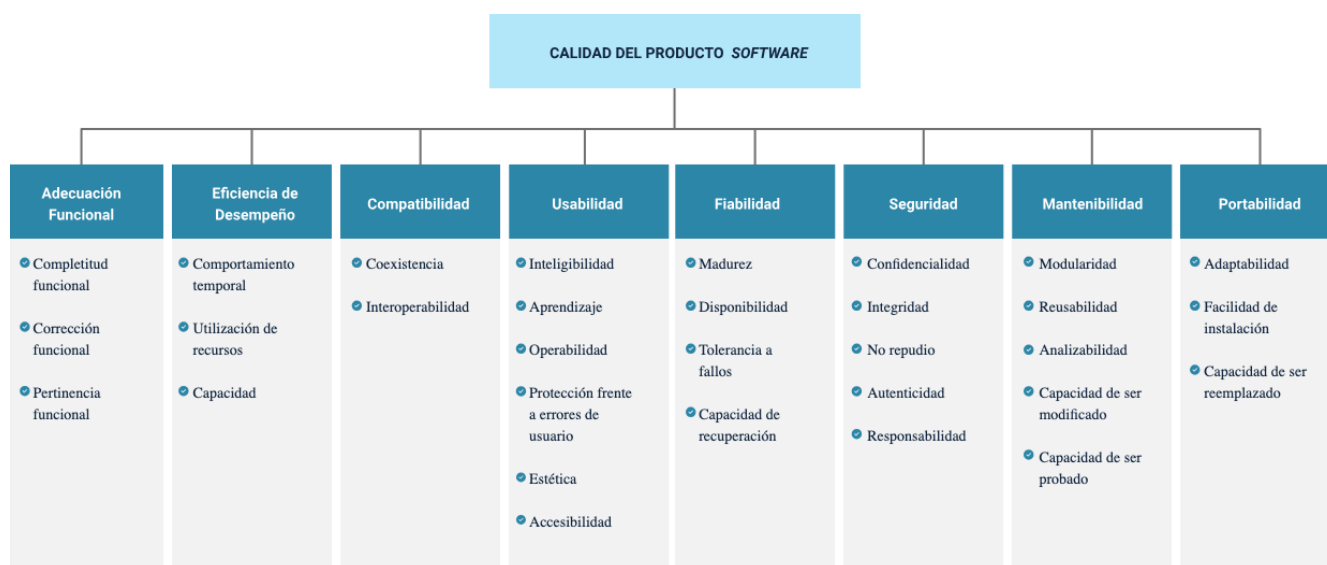 CALIDAD DEL PRODUCTO SOFTWARE
Adecuación
Funcional
Completitud
funcional
Corrección
funcional
Pertinencia
funcional
Eficiencia de
Desempeño
Comportamiento
temporal
Utilización de
recursos
Capacidad
Compatibilidad
Coexistencia
Interoperabilidad
Usabilidad
Inteligibilidad
Aprendizaje
Operabilidad
Protección frente
a errores de
usuario
Estética
Accesibilidad
Fiabilidad
Madurez
Disponibilidad
Tolerancia a
fallos
Capacidad de
recuperación
Seguridad
Confidencialidad
Integridad
No repudio
Autenticidad
Responsabilidad
Mantenibilidad
Modularidad
Reusabilidad
Analizabilidad
Capacidad de ser
modificado
Capacidad de ser
probado
Portabilidad
Adaptabilidad
Facilidad de
instalación
Capacidad de ser
reemplazado